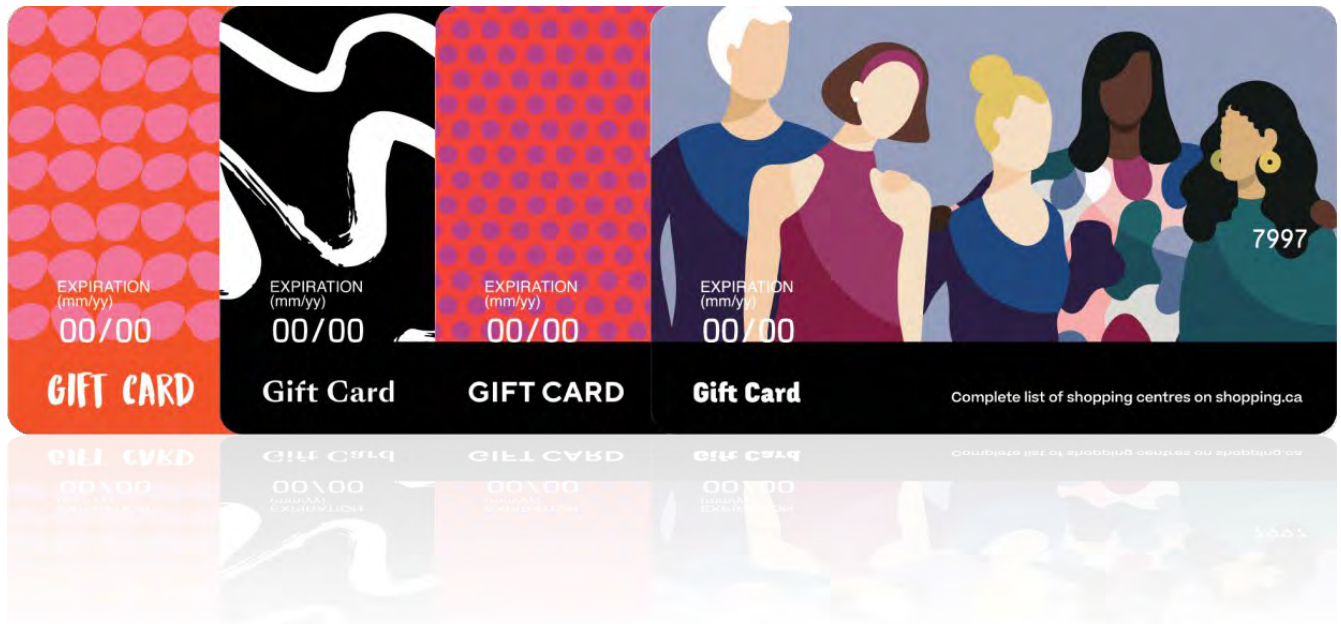 EXPIRATION
(mm/yy)
00/00
GIFT CARD
EXPIRATION
(mm/yy)
00/00
Gift Card
EXPIRATION
(mm/yy)
00/00
GIFT CARD
7997
EXPIRATION
(mm/yy)
00/00
Gift Card
Complete list of shopping centres on shopping.ca